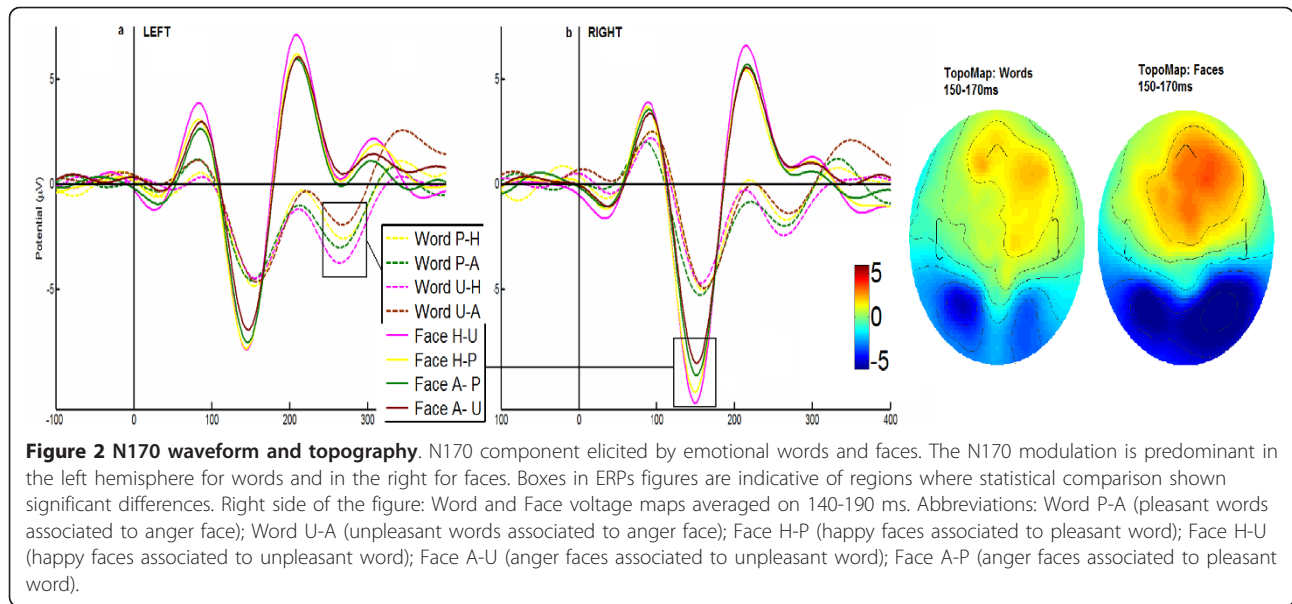 a LEFT
b RIGHT
Potential (µV)
5
-5
-100
0
100
200
300
5
-5
-100
0
100
200
300
400
Word P-H
Word P-A
Word U-H
Word U-A
Face H-U
Face H-P
Face A- P
Face A- U
TopoMap: Words
150-170ms
TopoMap: Faces
150-170ms
5
0
-5
Figure 2 N170 waveform and topography. N170 component elicited by emotional words and faces. The N170 modulation is predominant in
the left hemisphere for words and in the right for faces. Boxes in ERPs figures are indicative of regions where statistical comparison shown
significant differences. Right side of the figure: Word and Face voltage maps averaged on 140-190 ms. Abbreviations: Word P-A (pleasant words
associated to anger face); Word U-A (unpleasant words associated to anger face); Face H-P (happy faces associated to pleasant word); Face H-U
(happy faces associated to unpleasant word); Face A-U (anger faces associated to unpleasant word); Face A-P (anger faces associated to pleasant
word).